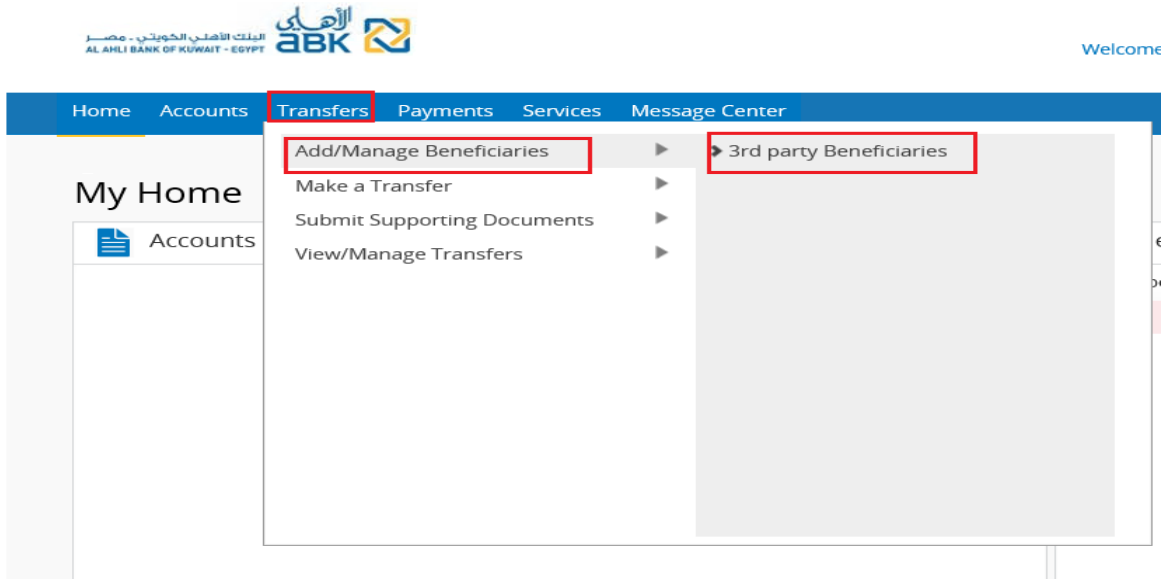 الأهلي
البنك الأهلي الكويتي - مصر
AL AHLI BANK OF KUWAIT - EGYPT
aBK
Welcome
Home Accounts Transfers Payments Services Message Center
Add/Manage Beneficiaries 3rd party Beneficiaries
Make a Transfer
Submit Supporting Documents
View/Manage Transfers
My Home
Accounts